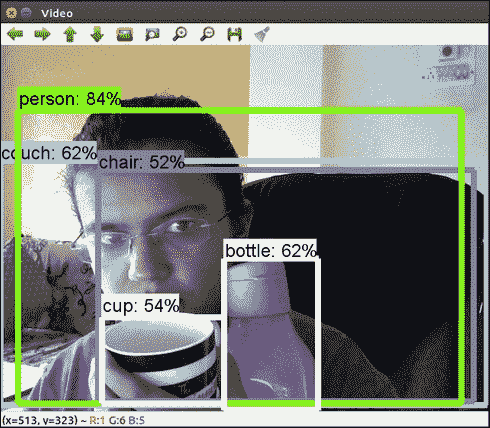 Video
person: 84%
couch: 62%
chair: 52%
bottle: 62%
cup: 54%
(x=513, y=323) ~ R:1 G:6 B:5